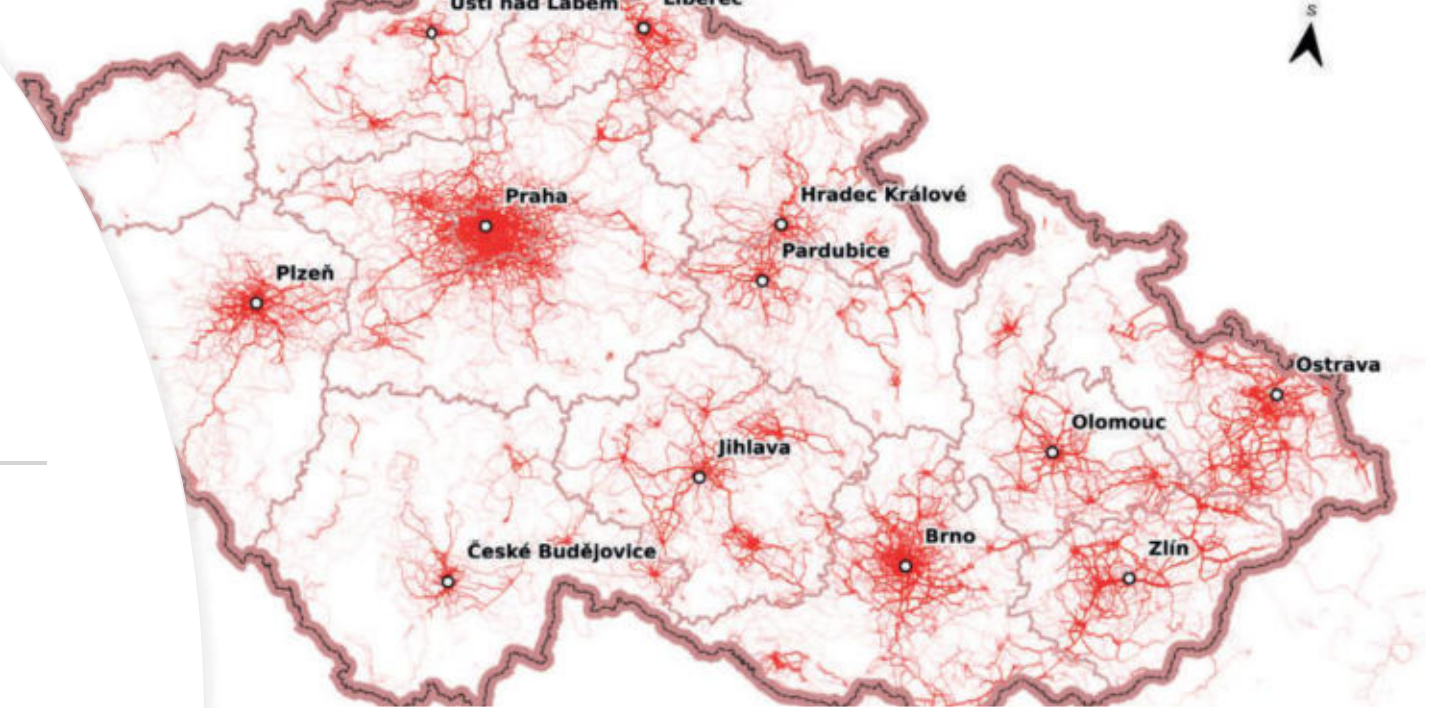 Ústí nad Labem
Liberec
S
Praha
Hradec Králové
Pardubice
Plzeň
Ostrava
Olomouc
Jihlava
Brno
České Budějovice
Zlín